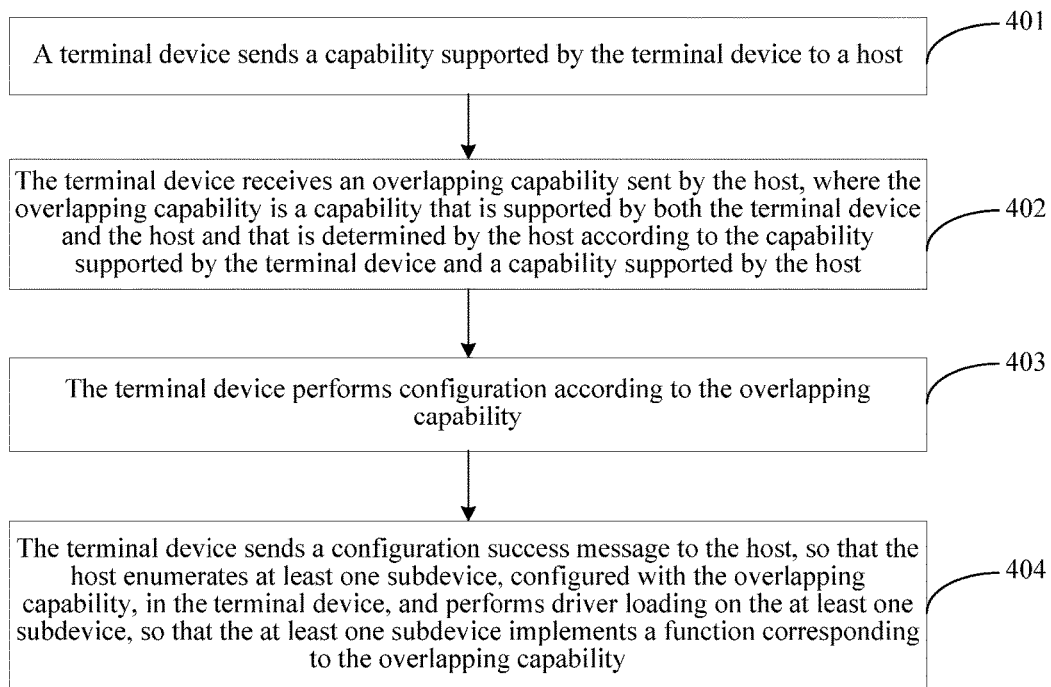 401
A terminal device sends a capability supported by the terminal device to a host
The terminal device receives an overlapping capability sent by the host, where the
overlapping capability is a capability that is supported by both the terminal device
and the host and that is determined by the host according to the capability
supported by the terminal device and a capability supported by the host
402
The terminal device performs configuration according to the overlapping
capability
403
The terminal device sends a configuration success message to the host, so that the
host enumerates at least one subdevice, configured with the overlapping
capability, in the terminal device, and performs driver loading on the at least one
subdevice, so that the at least one subdevice implements a function corresponding
to the overlapping capability
404